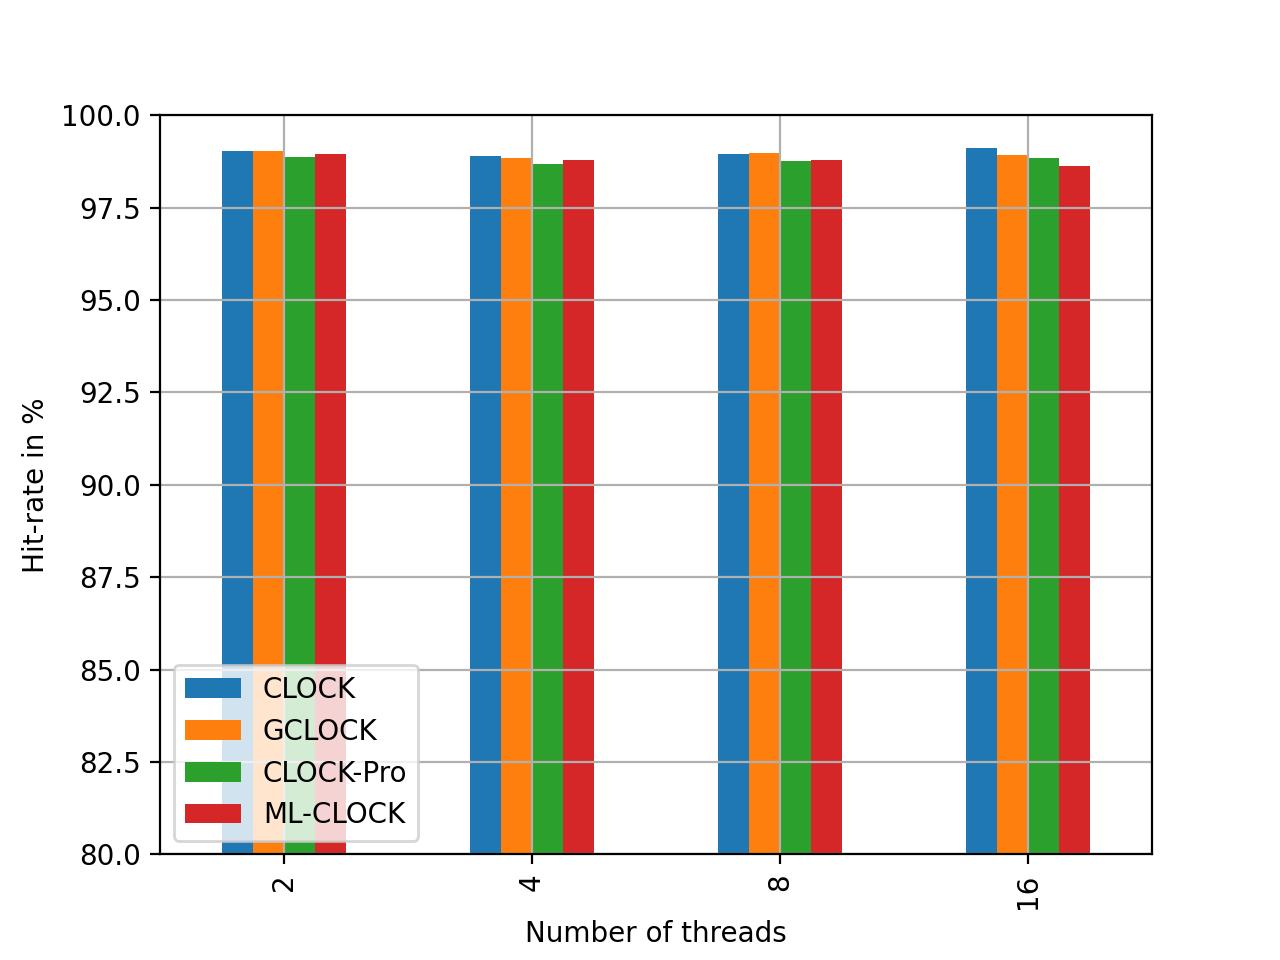 100.0
97.5
95.0
92.5
90.0
87.5
85.0
82.5
80.0
Hit-rate in %
CLOCK
GCLOCK
CLOCK-Pro
ML-CLOCK
2
4
8
16
Number of threads